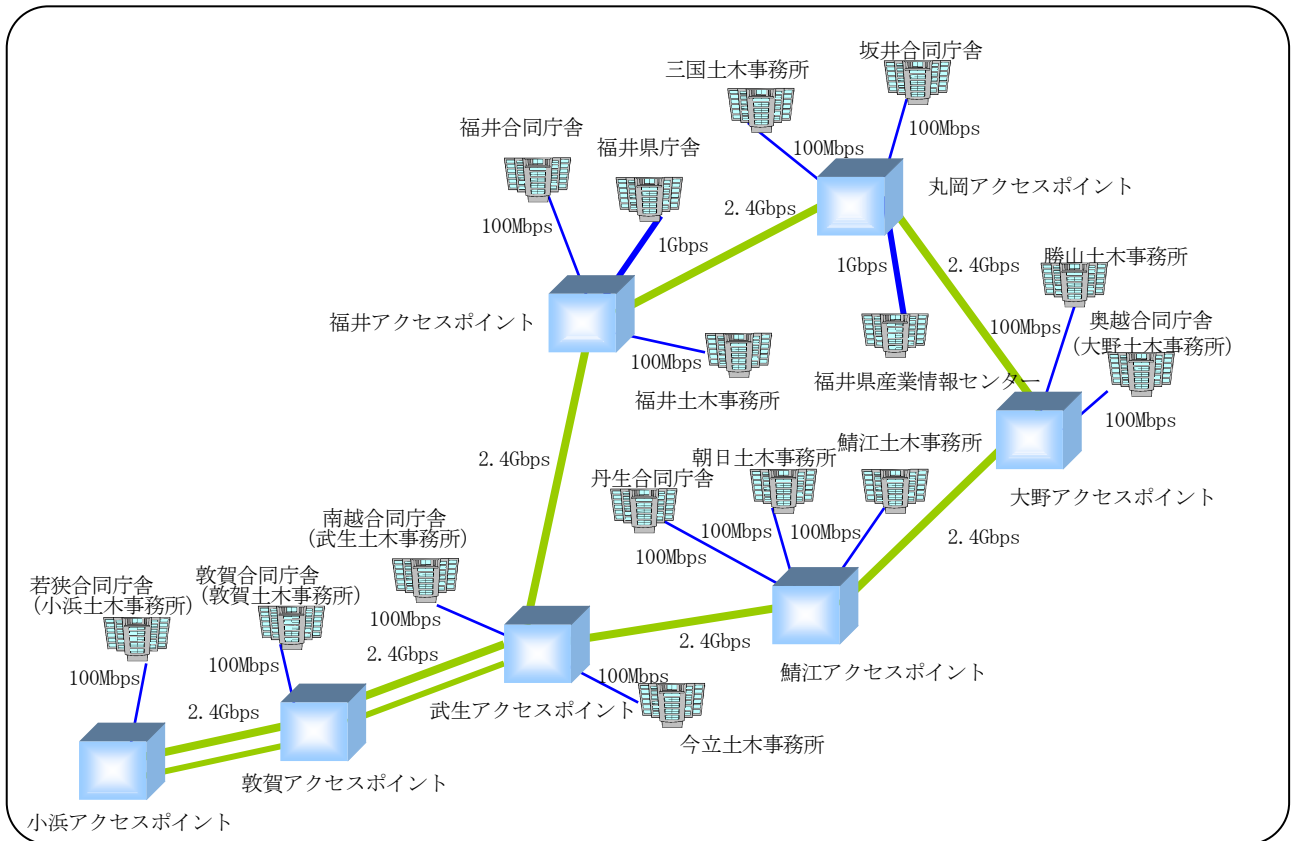 坂井合同庁舎
三国土木事務所
100Mbps
100Mbps
福井合同庁舎
福井県庁舎
丸岡アクセスポイント
2.4Gbps
100Mbps
1Gbps
1Gbps
2.4Gbps
勝山土木事務所
福井アクセスポイント
100Mbps
奥越合同庁舎
(大野土木事務所)
100Mbps
福井県産業情報センター
福井土木事務所
100Mbps
2.4Gbps
朝日土木事務所
鯖江土木事務所
丹生合同庁舎
大野アクセスポイント
南越合同庁舎
(武生土木事務所)
100Mbps
100Mbps
100Mbps
2.4Gbps
敦賀合同庁舎
(敦賀土木事務所)
若狭合同庁舎
(小浜土木事務所)
100Mbps
2.4Gbps
2.4Gbps
100Mbps
100Mbps
100Mbps
鯖江アクセスポイント
2.4Gbps
武生アクセスポイント
今立土木事務所
敦賀アクセスポイント
小浜アクセスポイント